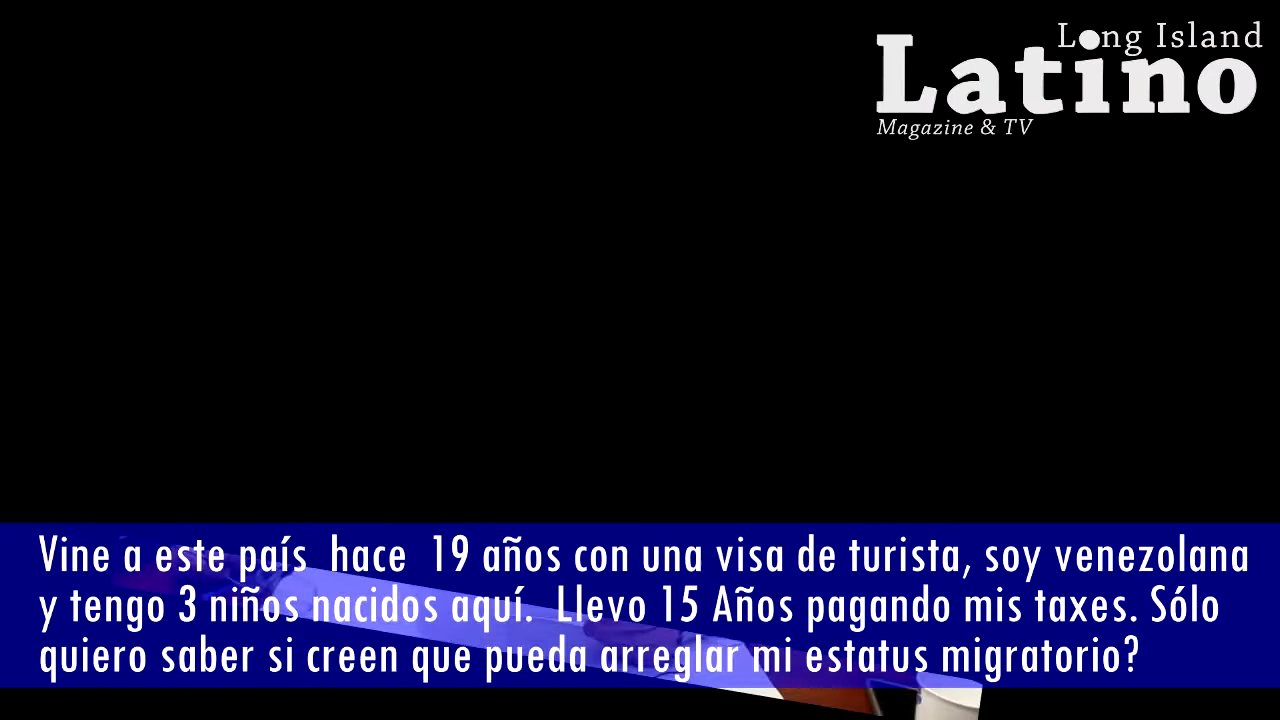 Long Island
Latino
Magazine & TV
Vine a este país hace 19 años con una visa de turista, soy venezolana
y tengo 3 niños nacidos aquí. Llevo 15 Años pagando mis taxes. Sólo
quiero saber si creen que pueda arreglar mi estatus migratorio?